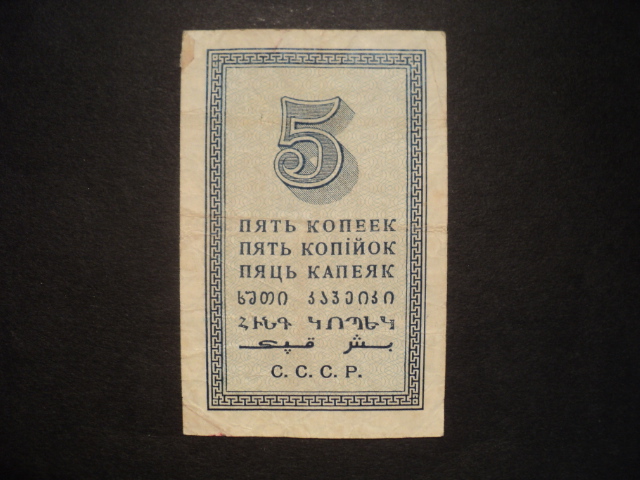 5
ПЯТЬ КОПЕЕК
ПЯТЬ КОПІЙОК
ПЯЦЬ КАПЕЯК
ხუთი კაპეიკი
ՀԻՆԳ ԿՈՊԵԿ
بش قپك
С. С. С. Р.